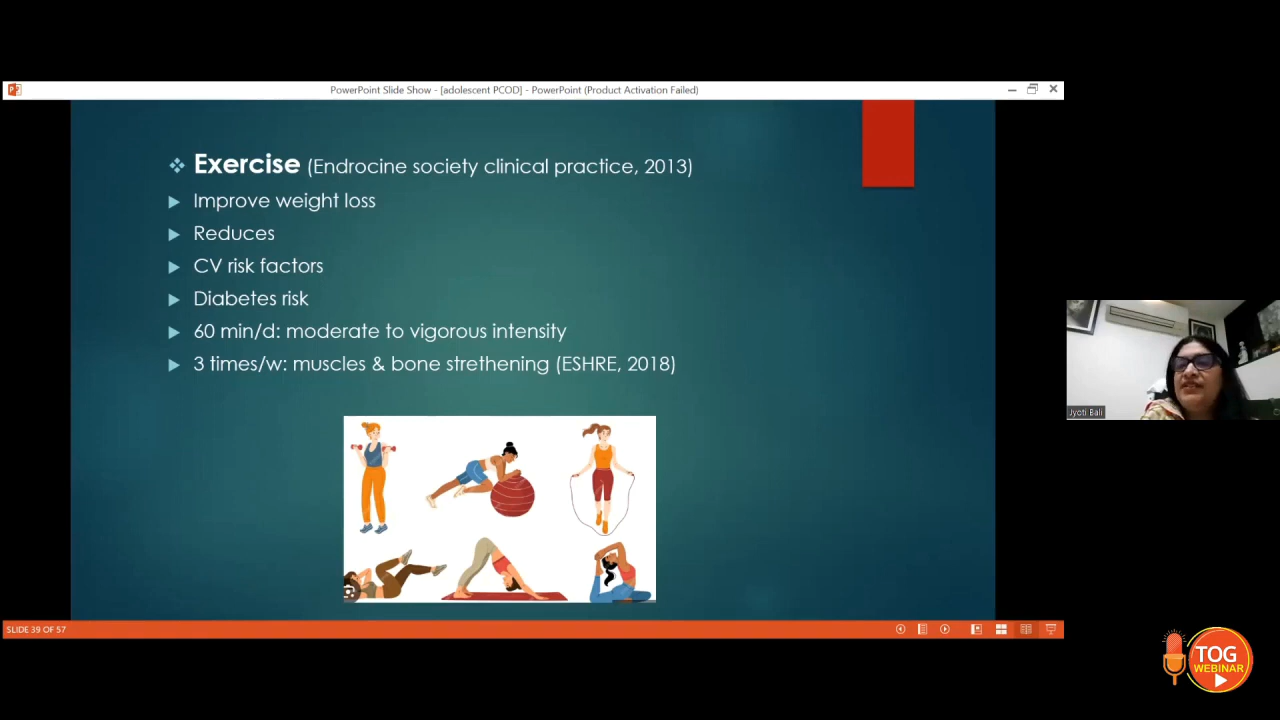 PowerPoint Slide Show - [adolescent PCOD] - PowerPoint (Product Activation Failed)
Exercise (Endrocine society clinical practice, 2013)
Improve weight loss
Reduces
CV risk factors
Diabetes risk
60 min/d: moderate to vigorous intensity
3 times/w: muscles & bone strethening (ESHRE, 2018)
Jyoti Bali
SLIDE 39 OF 57
TOG
WEBINAR